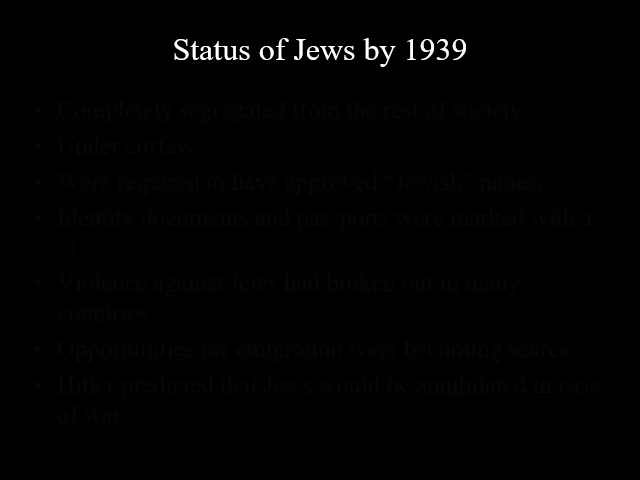 Status of Jews by 1939
• Completely segregated from the rest of society
• Under curfew
• Were required to have approved “Jewish” names
• Identity documents and passports were marked with a
• Violence against Jews had broken out in many
countries
• Opportunities for emigration were becoming scarce
• Hitler predicted that Jews would be annihilated in case
of war